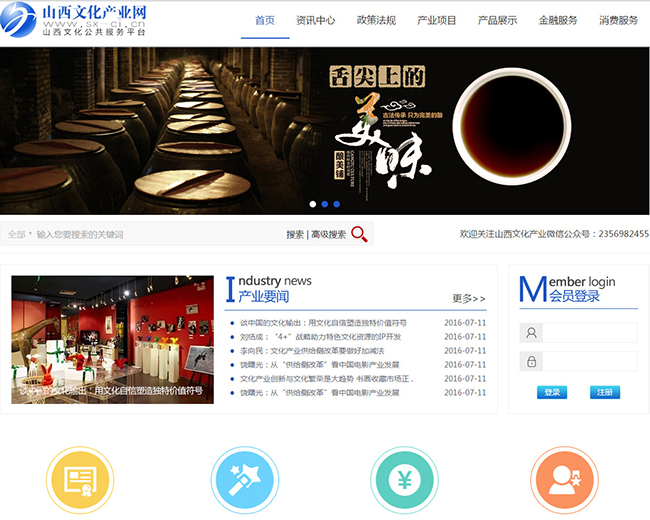 山西文化产业网
www.sx-ci.cn
山西文化公共服务平台
首页 资讯中心 政策法规 产业项目 产品展示 金融服务 消费服务
舌尖上的
美味
古法传承 只为完美的酿
酿美铺
全部 输入您要搜索的关键词 搜索 | 高级搜索
欢迎关注山西文化产业微信公众号：2356982455
Industry news
产业要闻
更多>>
谈中国的文化输出：用文化自信塑造独特价值符号 2016-07-11
刘结成：“4+”战略助力特色文化资源的IP开发 2016-07-11
李向民：文化产业供给侧改革要做好加减法 2016-07-11
饶曙光：从“供给侧改革”看中国电影产业发展 2016-07-11
文化产业创新与文化繁荣是大趋势 书画收藏市场正． 2016-07-11
饶曙光：从“供给侧改革”看中国电影产业发展 2016-07-11
谈中国的文化输出：用文化自信塑造独特价值符号
Member login
会员登录
登录 注册
¥